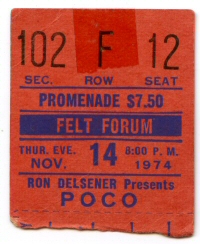 102 F 12
SEC. ROW SEAT
PROMENADE $7.50
FELT FORUM
THUR. EVE. 14 8:00 P. M.
NOV. 1974
RON DELSENER Presents
POCO